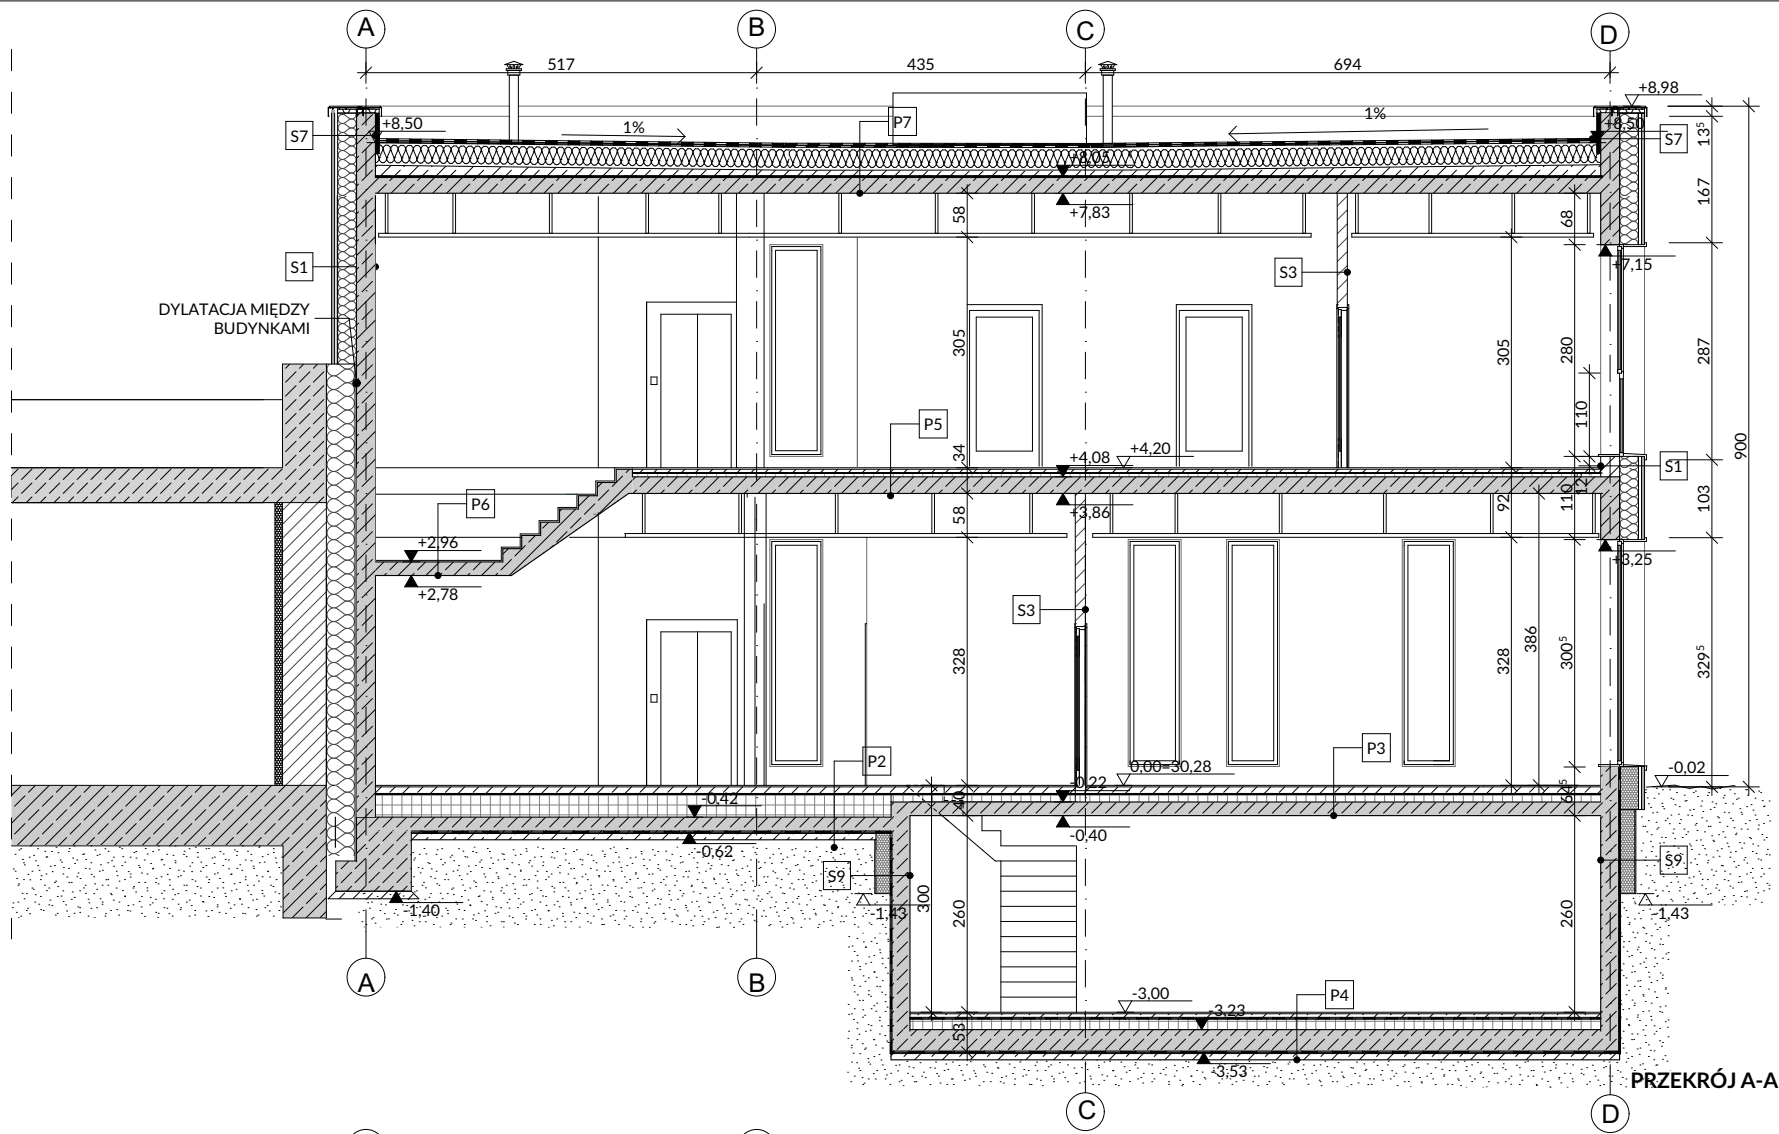 A
B
C
D
517
435
694
+8,98
S7
+8,50
1%
P7
1%
+8,50
S7
13⁵
+8,05
167
58
+7,83
68
S1
S3
+7,15
DYLATACJA MIĘDZY
BUDYNKAMI
305
305
280
287
110
P5
34
+4,08
+4,20
900
S1
12
P6
58
+3,86
92
110
103
+2,96
+3,25
+2,78
S3
386
328
328
300⁵
329⁵
P2
P3
0,00=30,28
-0,02
-0,22
-0,42
40
64⁵
-0,40
-0,62
S9
S9
300
260
260
-1,40
-1,43
-1,43
A
B
-3,00
P4
-3,23
53
-3,53
PRZEKRÓJ A-A
C
D